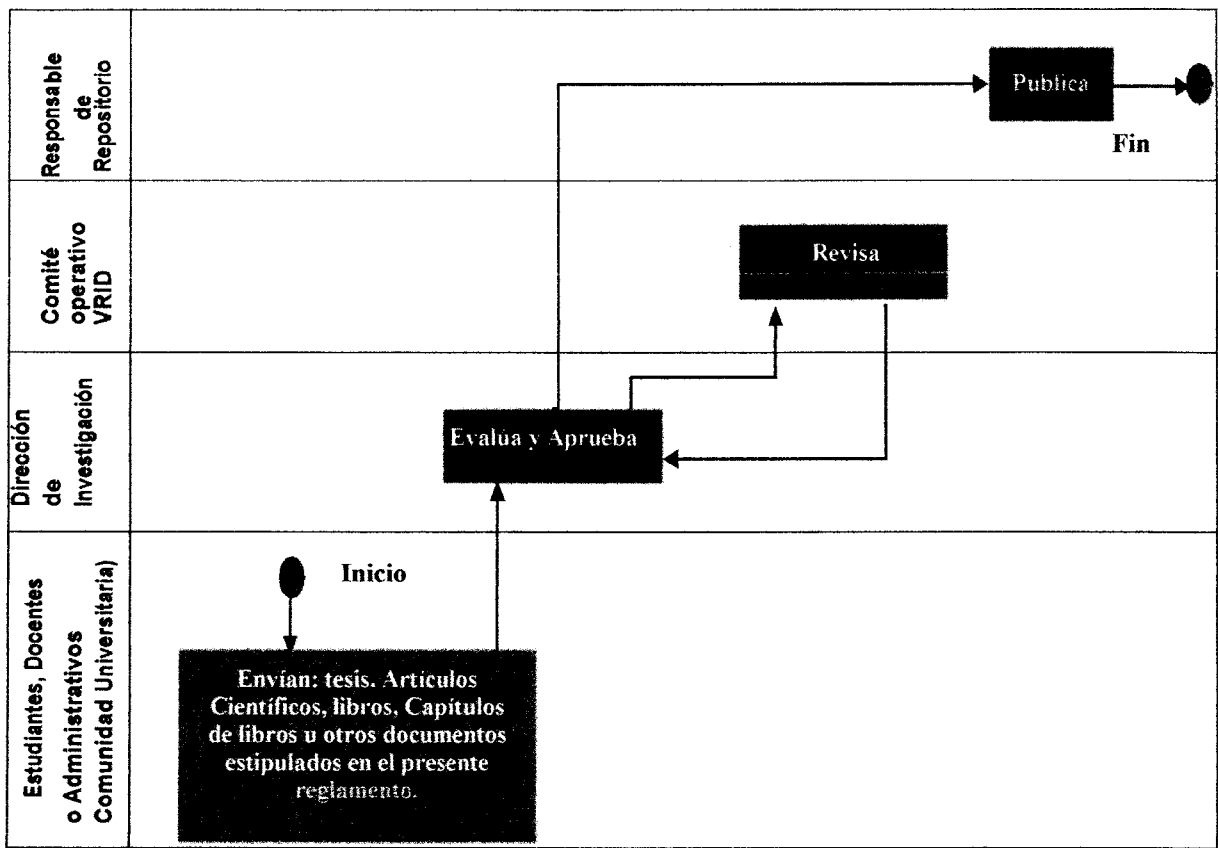 Responsable
de
Repositorio
Publica
Fin
Comité
operativo
VRID
Revisa
Dirección
de
Investigación
Evalúa y Aprueba
Estudiantes, Docentes
o Administrativos
Comunidad Universitaria)
Inicio
Envían: tesis. Artículos
Científicos, libros, Capítulos
de libros u otros documentos
estipulados en el presente
reglamento.